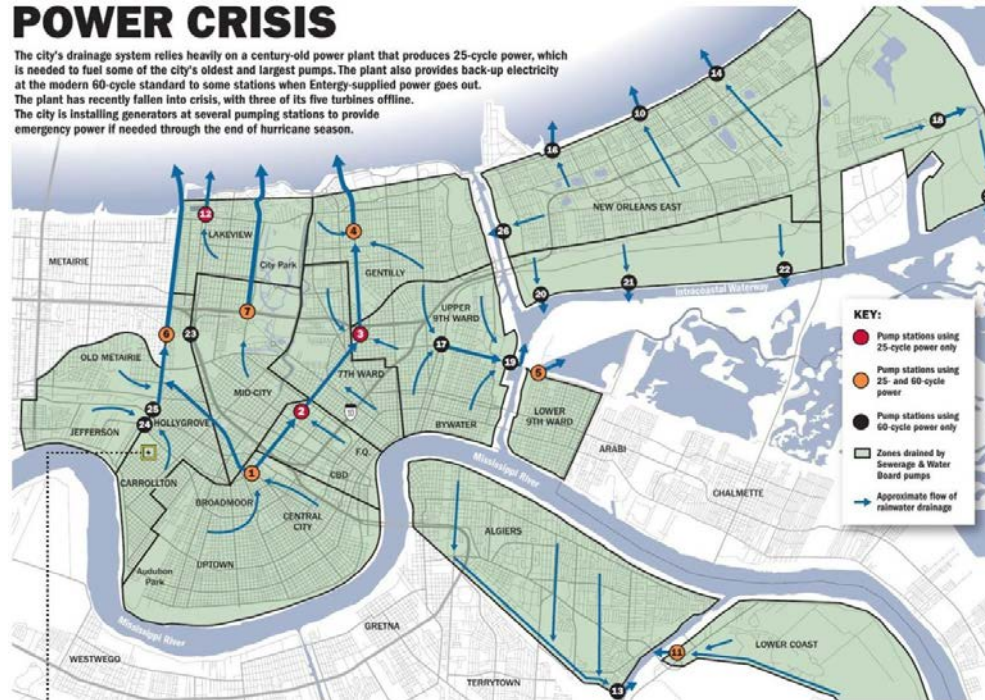 POWER CRISIS
The city's drainage system relies heavily on a century-old power plant that produces 25-cycle power, which
is needed to fuel some of the city's oldest and largest pumps. The plant also provides back-up electricity
at the modern 60-cycle standard to some stations when Entergy-supplied power goes out.
The plant has recently fallen into crisis, with three of its five turbines offline.
The city is installing generators at several pumping stations to provide
emergency power if needed through the end of hurricane season.
14
10
18
16
12
NEW ORLEANS EAST
LAKEVIEW
4
26
METAIRIE
City Park
GENTILLY
22
21
20
Intracoastal Waterway
7
UPPER
9TH WARD
KEY:
Pump stations using
25-cycle power only
Pump stations using
25- and 60-cycle
power
Pump stations using
60-cycle power only
Zones drained by
Sewerage & Water
Board pumps
Approximate flow of
rainwater drainage
6
23
3
17
OLD METAIRIE
19
5
7TH WARD
MID-CITY
25
2
10
LOWER
9TH WARD
24
HOLLYGROVE
JEFFERSON
BYWATER
F.Q.
ARABI
Mississippi River
1
CBD
CARROLLTON
BROADMOOR
CENTRAL
CITY
CHALMETTE
ALGIERS
UPTOWN
Audubon
Park
Mississippi River
GRETNA
LOWER COAST
11
WESTWEGO
TERRYTOWN
13